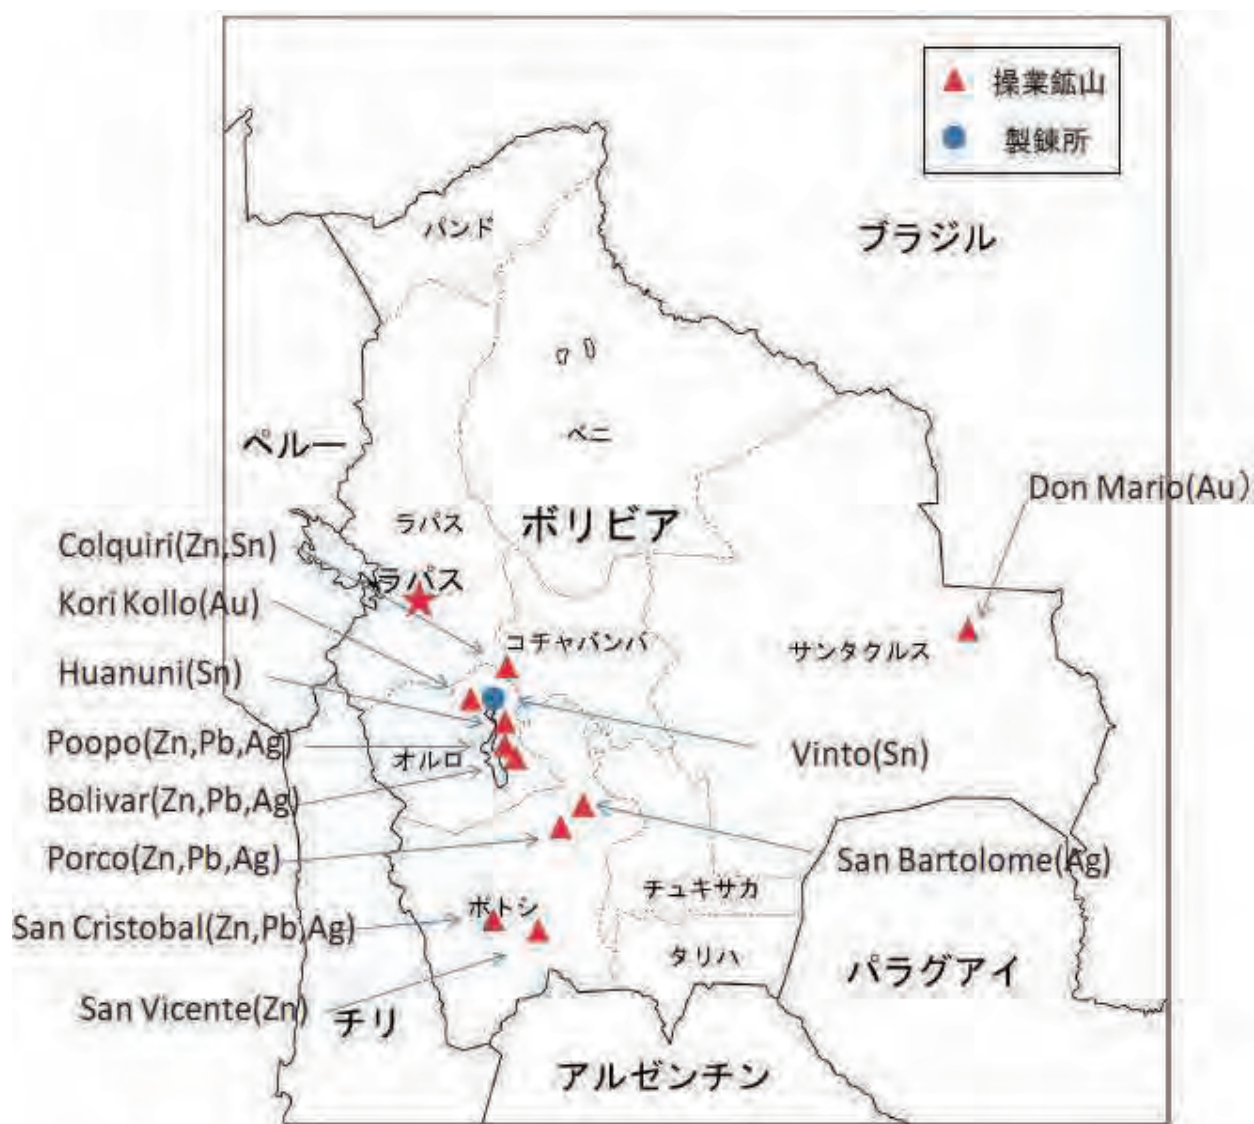 操業鉱山
製錬所
パンド
ブラジル
ペルー
ベニ
Don Mario(Au)
ラパス
ボリビア
Colquiri(Zn,Sn)
ラパス
Kori Kollo(Au)
コチャバンバ
サンタクルス
Huanuni(Sn)
Poopo(Zn,Pb,Ag)
オルロ
Vinto(Sn)
Bolivar(Zn,Pb,Ag)
Porco(Zn,Pb,Ag)
San Bartolome(Ag)
チュキサカ
ポトシ
San Cristobal(Zn,Pb,Ag)
タリハ
パラグアイ
San Vicente(Zn)
チリ
アルゼンチン